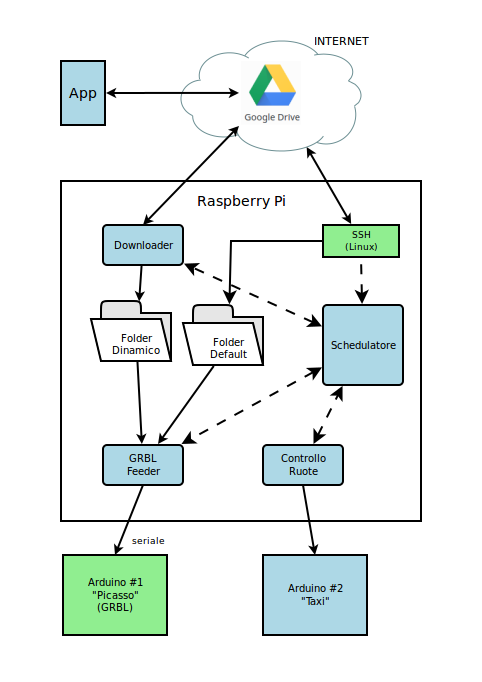 INTERNET
App
Google Drive
Raspberry Pi
Downloader
SSH
(Linux)
Folder
Dinamico
Folder
Default
Schedulatore
GRBL
Feeder
Controllo
Ruote
seriale
Arduino #1
"Picasso"
(GRBL)
Arduino #2
"Taxi"